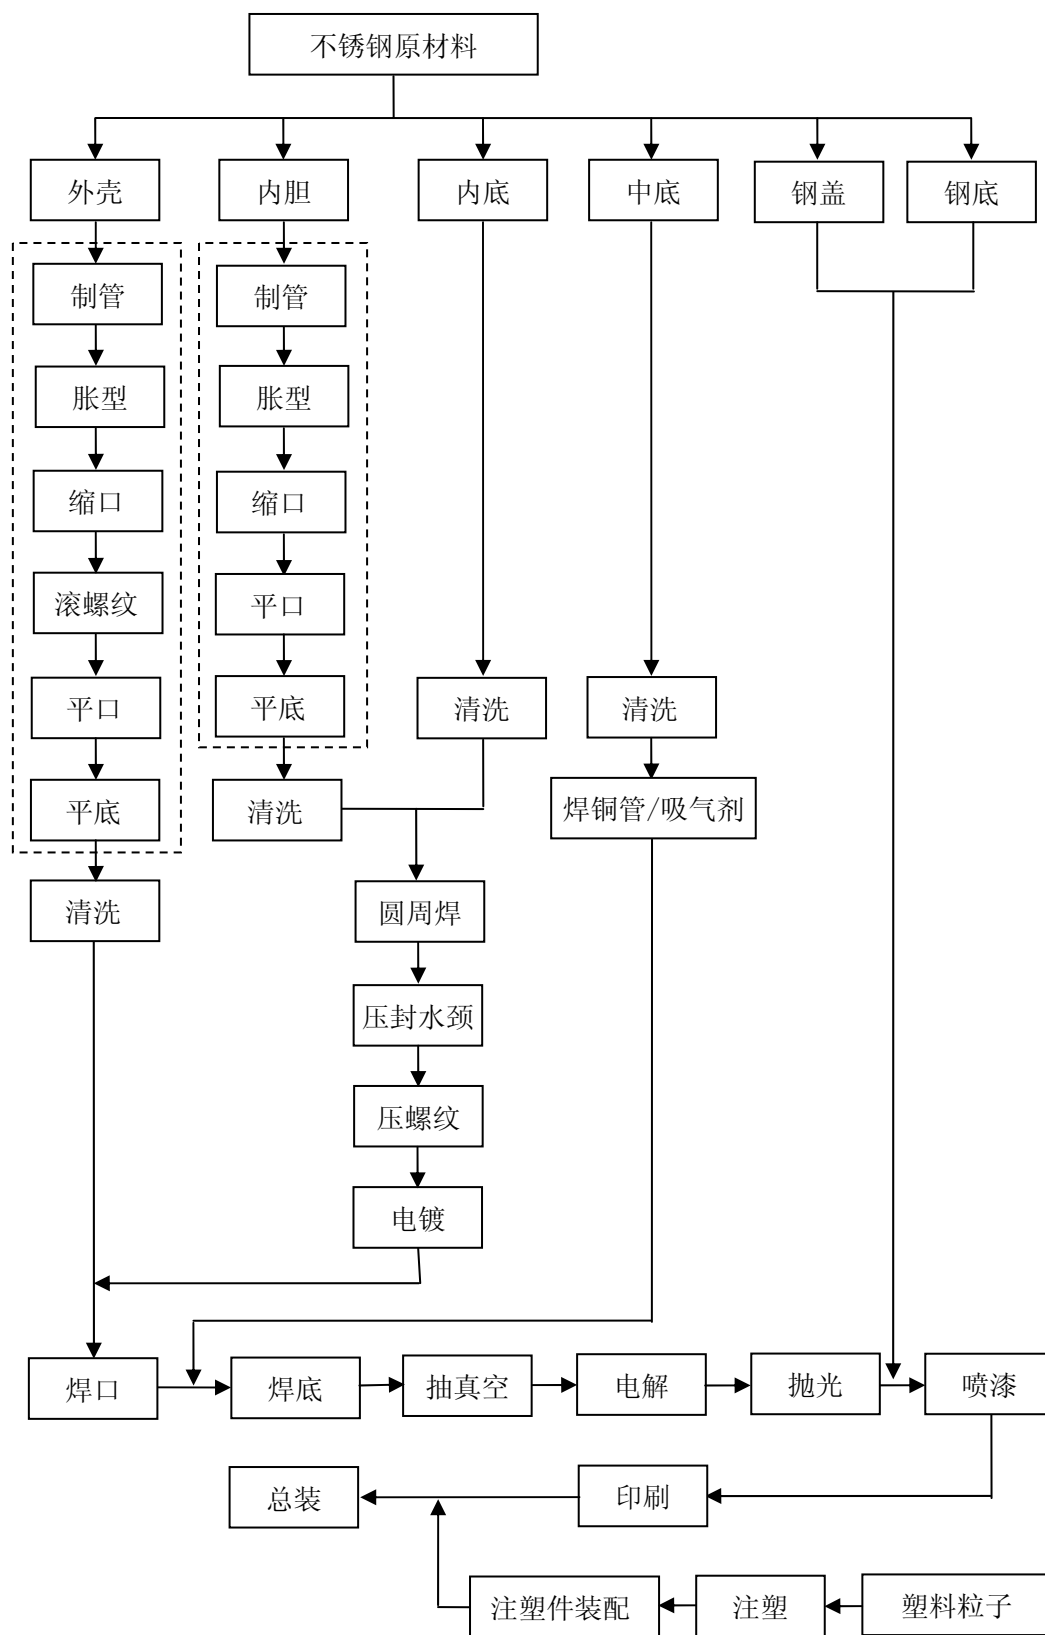 不锈钢原材料
外壳
内胆
内底
中底
钢盖
钢底
制管
制管
胀型
胀型
缩口
缩口
滚螺纹
平口
平口
平底
清洗
清洗
平底
清洗
焊铜管/吸气剂
清洗
圆周焊
压封水颈
压螺纹
电镀
焊口
焊底
抽真空
电解
抛光
喷漆
总装
印刷
注塑件装配
注塑
塑料粒子